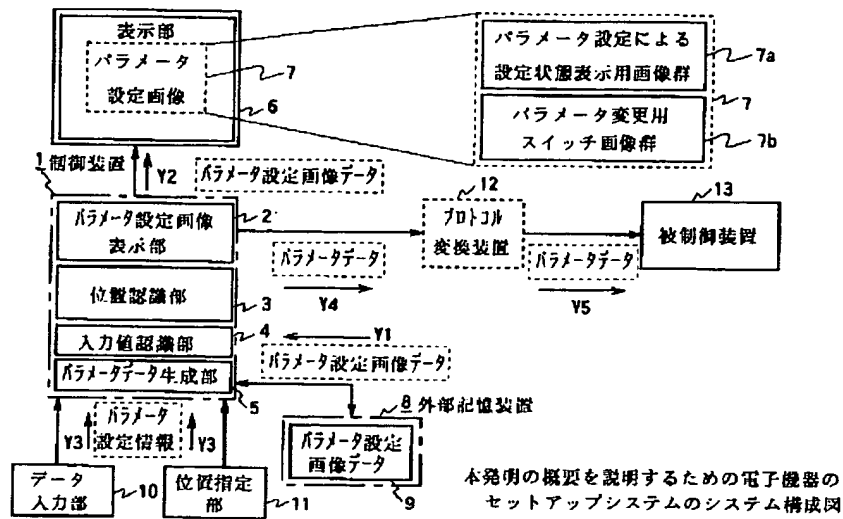 表示部
パラメータ
設定画像
7
6
パラメータ設定による
設定状態表示用画像群
7a
パラメータ変更用
スイッチ画像群
7b
7
1 制御装置
Y2
パラメータ設定画像データ
パラメータ設定画像
表示部
2
位置認識部
3
入力値認識部
4
パラメータデータ生成部
5
パラメータデータ
Y4
12
プロトコル
変換装置
パラメータデータ
Y5
13
被制御装置
Y1
パラメータ設定画像データ
8 外部記憶装置
パラメータ設定
画像データ
9
Y3
パラメータ
設定情報
Y3
データ
入力部
10
位置指定
部
11
本発明の概要を説明するための電子機器の
セットアップシステムのシステム構成図